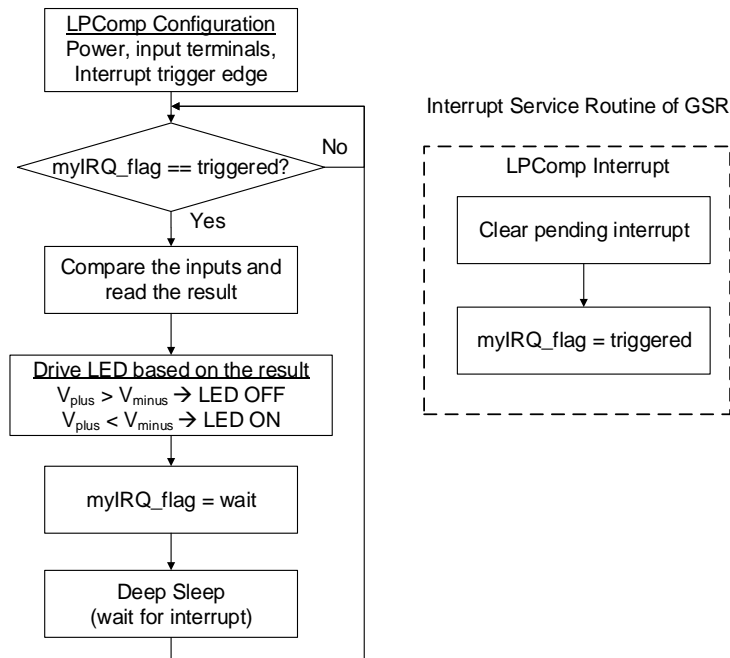 LPComp Configuration
Power, input terminals,
Interrupt trigger edge
myIRQ_flag == triggered?
No
Yes
Compare the inputs and
read the result
Drive LED based on the result
Vplus > Vminus → LED OFF
Vplus < Vminus → LED ON
myIRQ_flag = wait
Deep Sleep
(wait for interrupt)
Interrupt Service Routine of GSR
LPComp Interrupt
Clear pending interrupt
myIRQ_flag = triggered